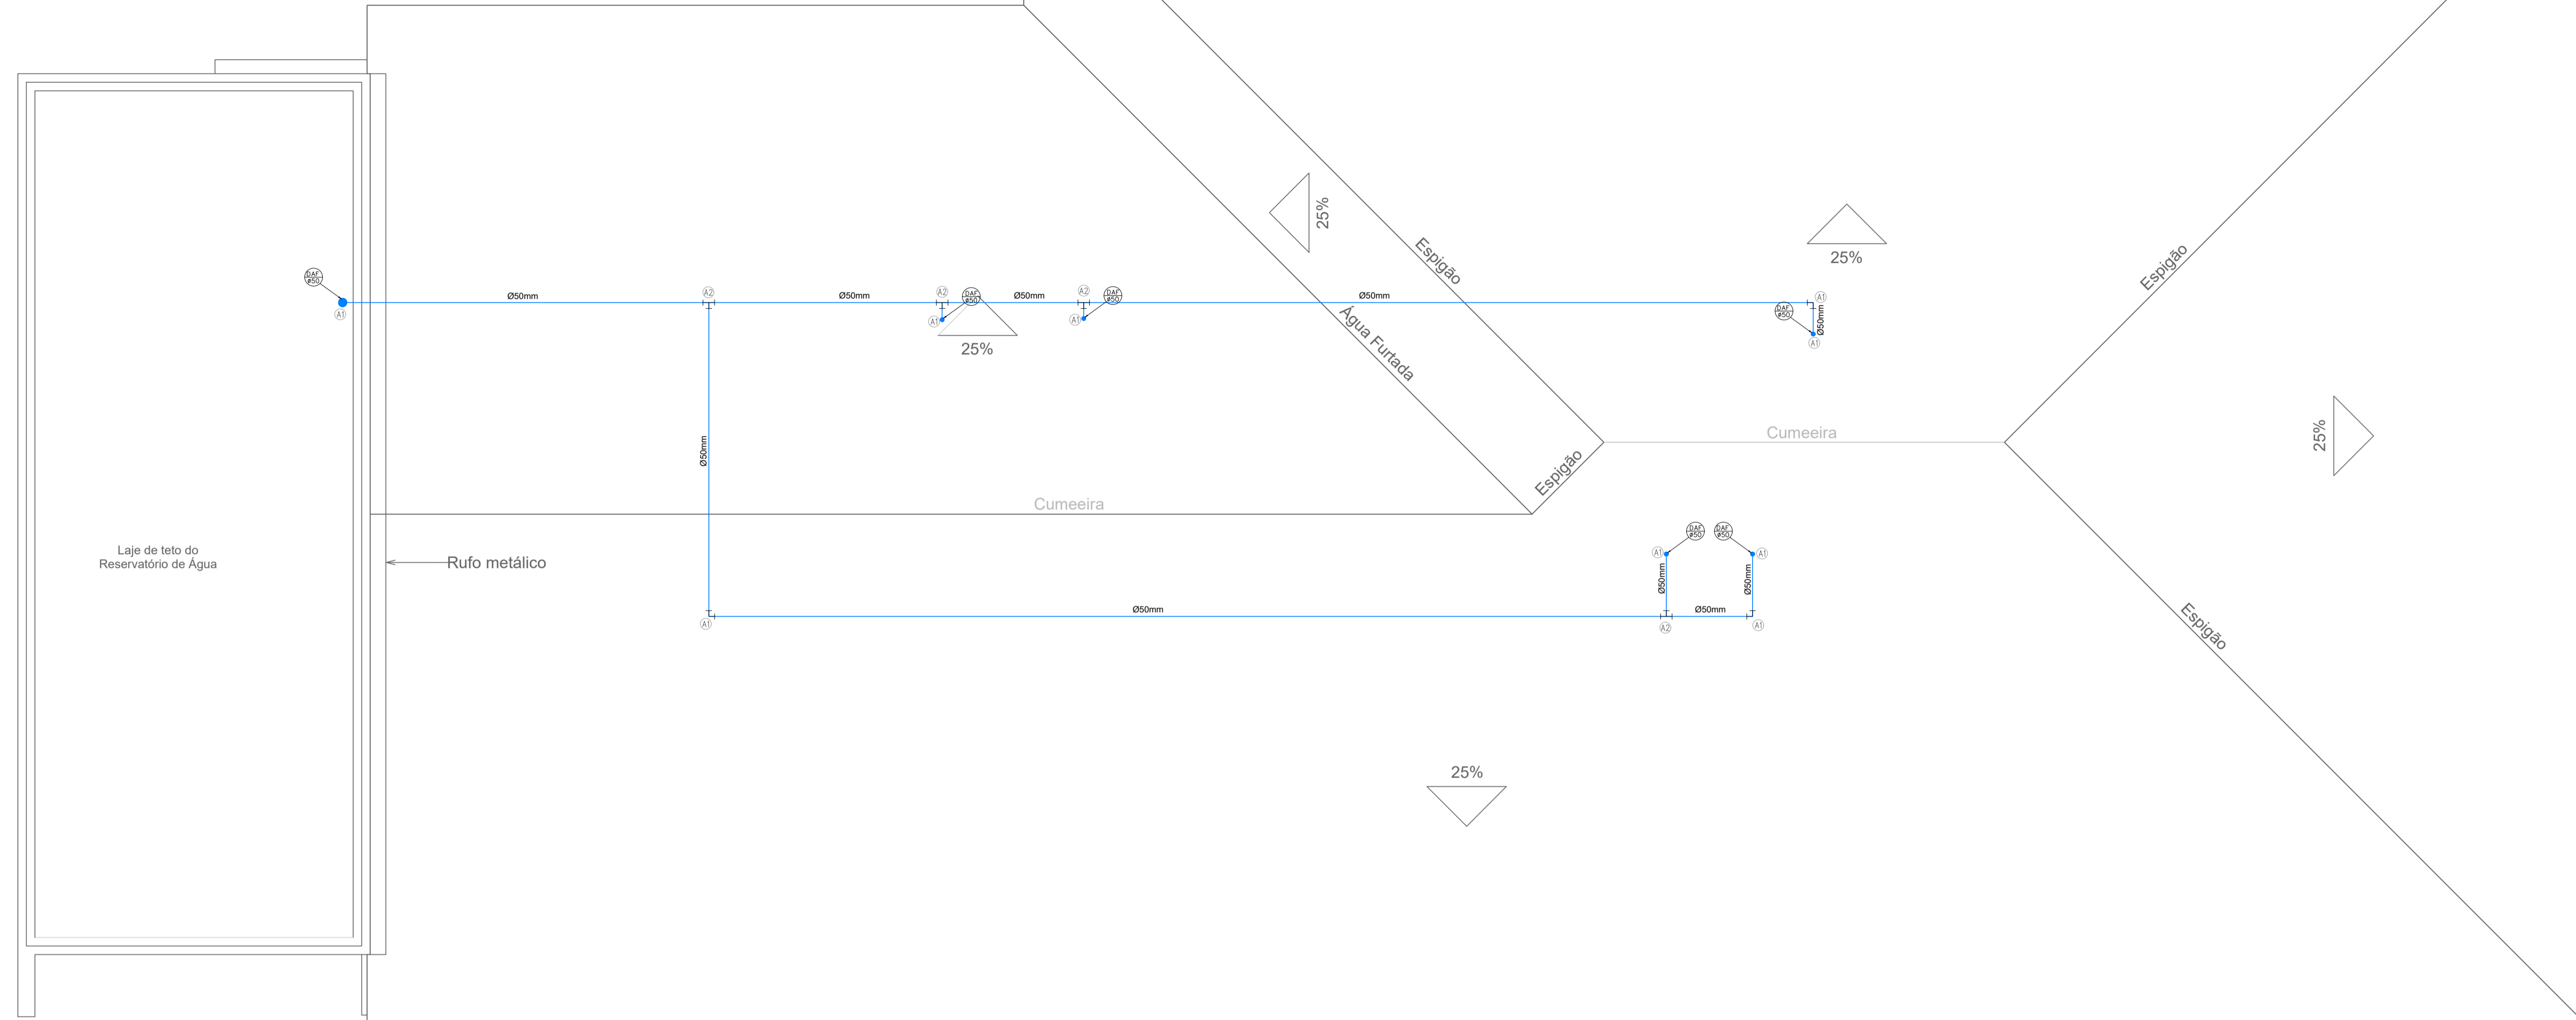 25%
Espigão
25%
Espigão
DAF
ø50
A1
Ø50mm
A2
Ø50mm
A2
DAF
ø50
A1
25%
Ø50mm
A2
DAF
ø50
A1
Ø50mm
Água Furtada
DAF
ø50
A1
Ø50mm
A1
Ø50mm
Cumeeira
25%
Espigão
Cumeeira
Laje de teto do
Reservatório de Água
Rufo metálico
DAF
ø50
DAF
ø50
A1
A1
Ø50mm
Ø50mm
A1
Ø50mm
A2
Ø50mm
A1
Espigão
25%